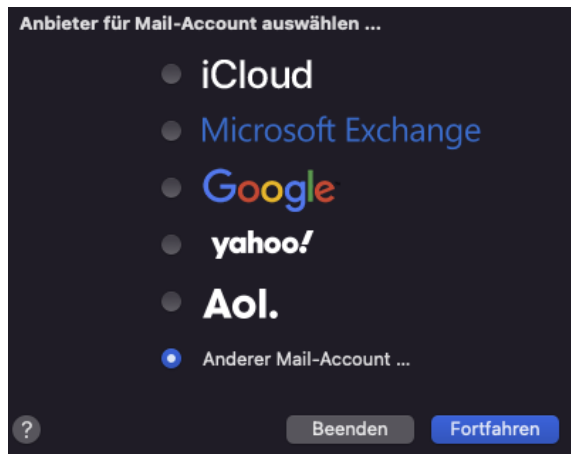 Anbieter für Mail-Account auswählen ...
iCloud
Microsoft Exchange
Google
yahoo!
Aol.
Anderer Mail-Account ...
? Beenden Fortfahren